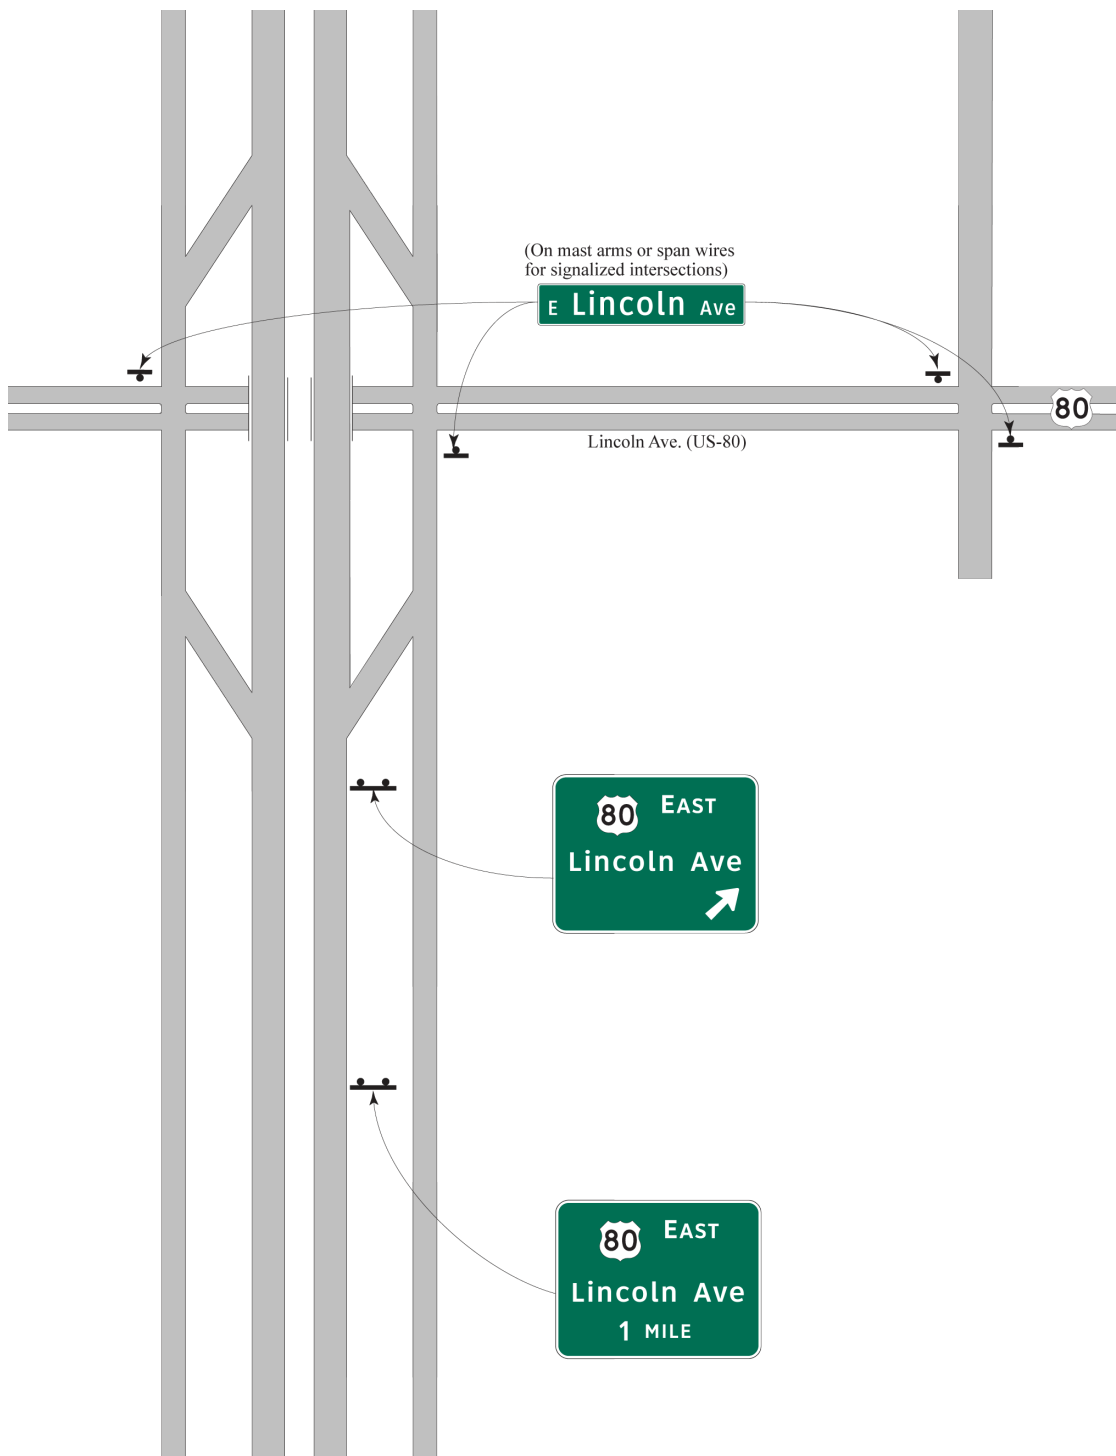 (On mast arms or span wires
for signalized intersections)
E Lincoln Ave
80
Lincoln Ave. (US-80)
80 EAST
Lincoln Ave
80 EAST
Lincoln Ave
1 MILE